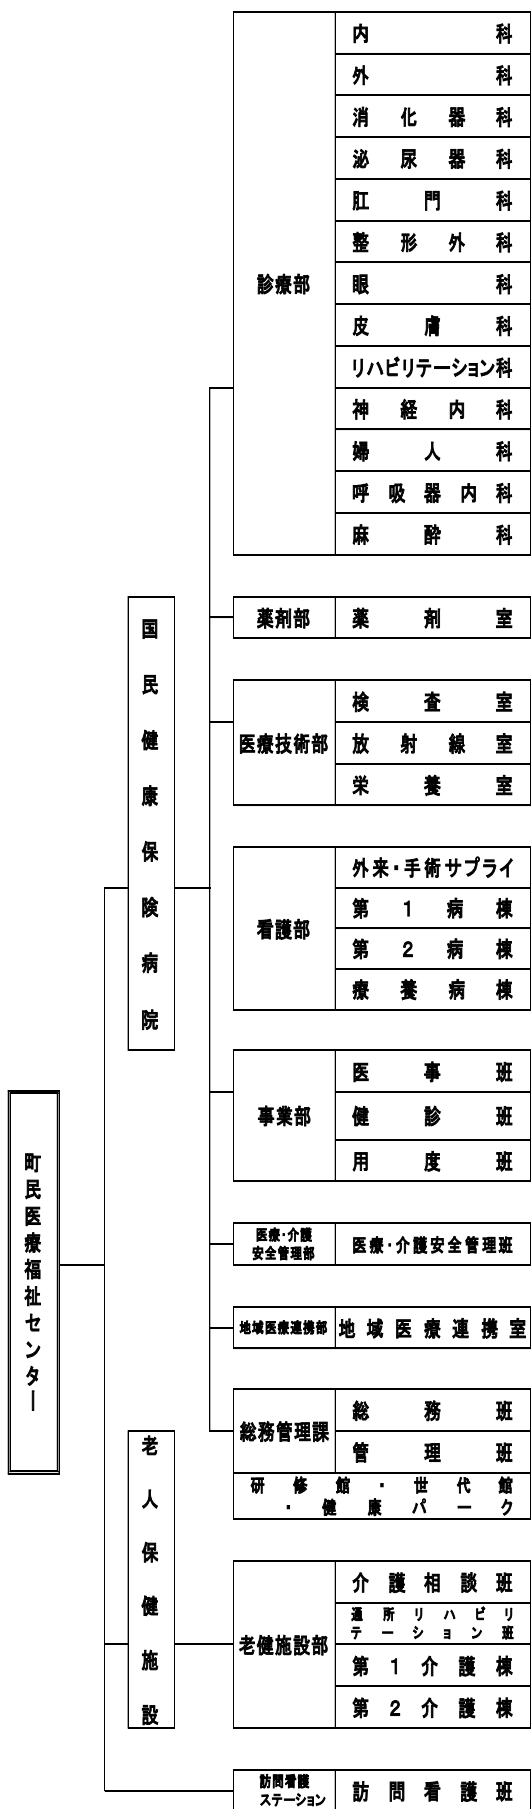 町民医療福祉センター
国民健康保険病院
診療部
内科
外科
消化器科
泌尿器科
肛門科
整形外科
眼科
皮膚科
リハビリテーション科
神経内科
婦人科
呼吸器内科
麻酔科
薬剤部
薬剤室
医療技術部
検査室
放射線室
栄養室
看護部
外来・手術サプライ
第1病棟
第2病棟
療養病棟
事業部
医事班
健診班
用度班
医療・介護
安全管理部
医療・介護安全管理班
地域医療連携部
地域医療連携室
総務管理課
総務班
管理班
研修館・世代館
・健康パーク
老人保健施設
老健施設部
介護相談班
通所リハビリ
テーション班
第1介護棟
第2介護棟
訪問看護
ステーション
訪問看護班